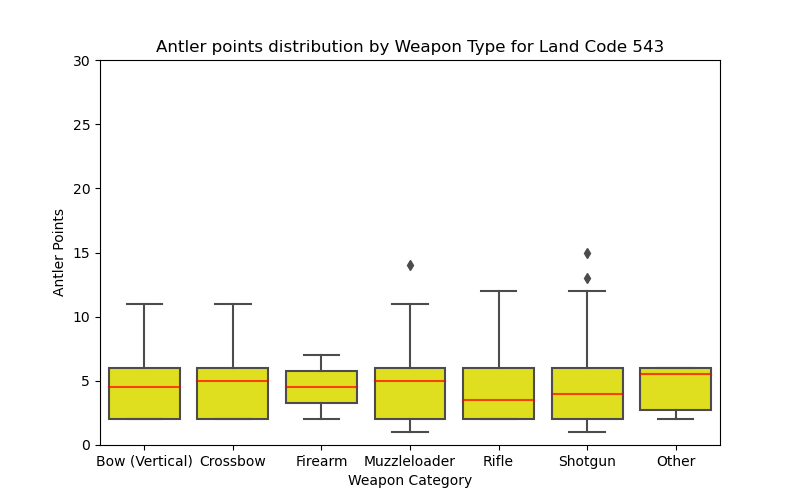 Antler points distribution by Weapon Type for Land Code 543
30
25
20
15
10
5
0
Antler Points
Bow (Vertical) Crossbow Firearm Muzzleloader Rifle Shotgun Other
Weapon Category